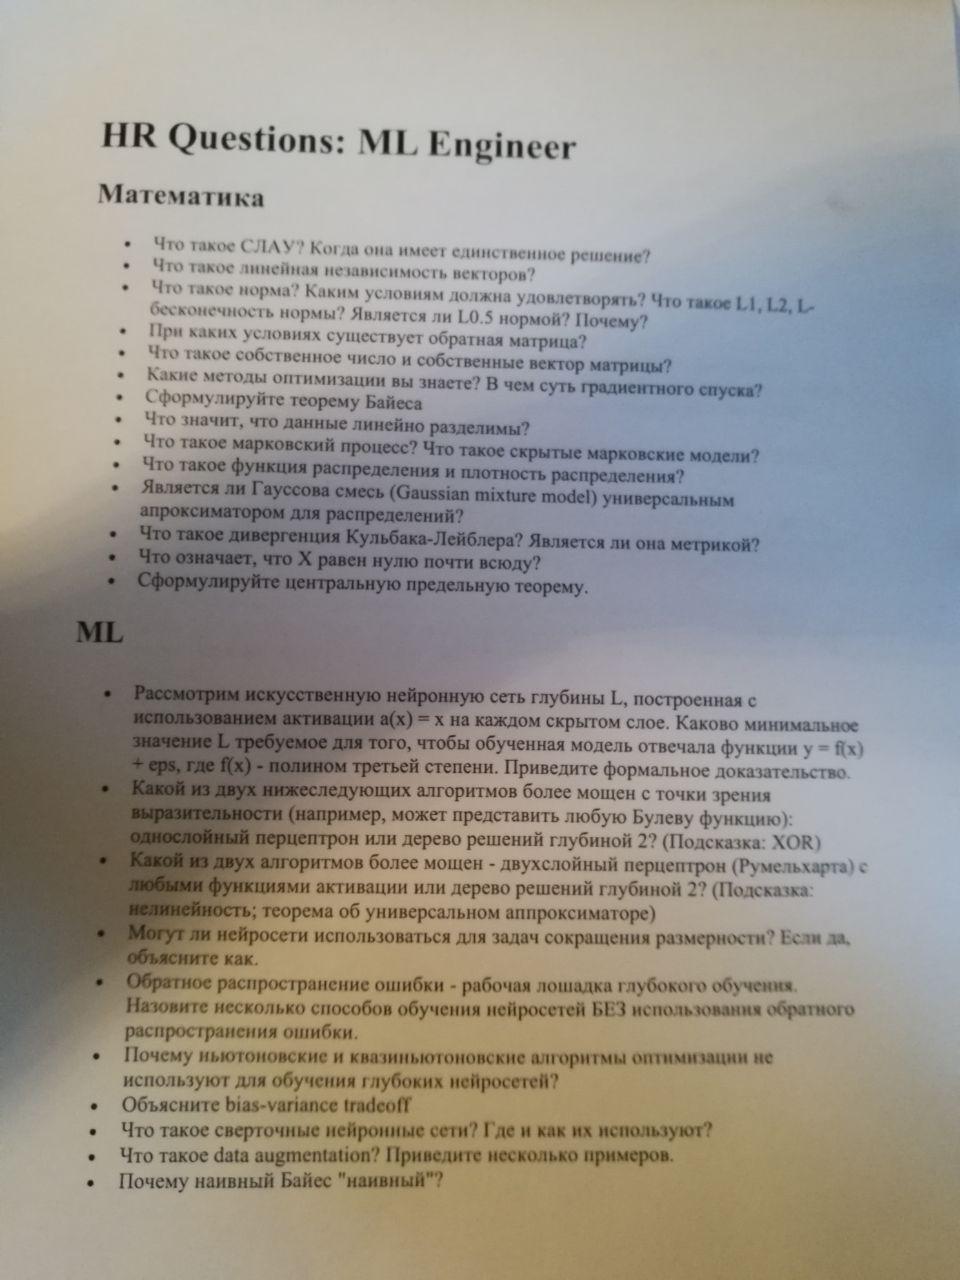 HR Questions: ML Engineer
Математика
• Что такое СЛАУ? Когда она имеет единственное решение?
• Что такое линейная независимость векторов?
• Что такое норма? Каким условиям должна удовлетворять? Что такое L1, L2, L-
бесконечность нормы? Является ли L0.5 нормой? Почему?
• При каких условиях существует обратная матрица?
• Что такое собственное число и собственные вектор матрицы?
• Какие методы оптимизации вы знаете? В чем суть градиентного спуска?
• Сформулируйте теорему Байеса
• Что значит, что данные линейно разделимы?
• Что такое марковский процесс? Что такое скрытые марковские модели?
• Что такое функция распределения и плотность распределения?
• Является ли Гауссова смесь (Gaussian mixture model) универсальным
апроксиматором для распределений?
• Что такое дивергенция Кульбака-Лейблера? Является ли она метрикой?
• Что означает, что X равен нулю почти всюду?
• Сформулируйте центральную предельную теорему.
ML
• Рассмотрим искусственную нейронную сеть глубины L, построенная с
использованием активации a(x) = x на каждом скрытом слое. Каково минимальное
значение L требуемое для того, чтобы обученная модель отвечала функции y = f(x)
+ eps, где f(x) - полином третьей степени. Приведите формальное доказательство.
• Какой из двух нижеследующих алгоритмов более мощен с точки зрения
выразительности (например, может представить любую Булеву функцию):
однослойный перцептрон или дерево решений глубиной 2? (Подсказка: XOR)
• Какой из двух алгоритмов более мощен - двухслойный перцептрон (Румельхарта) с
любыми функциями активации или дерево решений глубиной 2? (Подсказка:
нелинейность; теорема об универсальном аппроксиматоре)
• Могут ли нейросети использоваться для задач сокращения размерности? Если да,
объясните как.
• Обратное распространение ошибки - рабочая лошадка глубокого обучения.
Назовите несколько способов обучения нейросетей БЕЗ использования обратного
распространения ошибки.
• Почему ньютоновские и квазиньютоновские алгоритмы оптимизации не
используют для обучения глубоких нейросетей?
• Объясните bias-variance tradeoff
• Что такое сверточные нейронные сети? Где и как их используют?
• Что такое data augmentation? Приведите несколько примеров.
• Почему наивный Байес "наивный"?